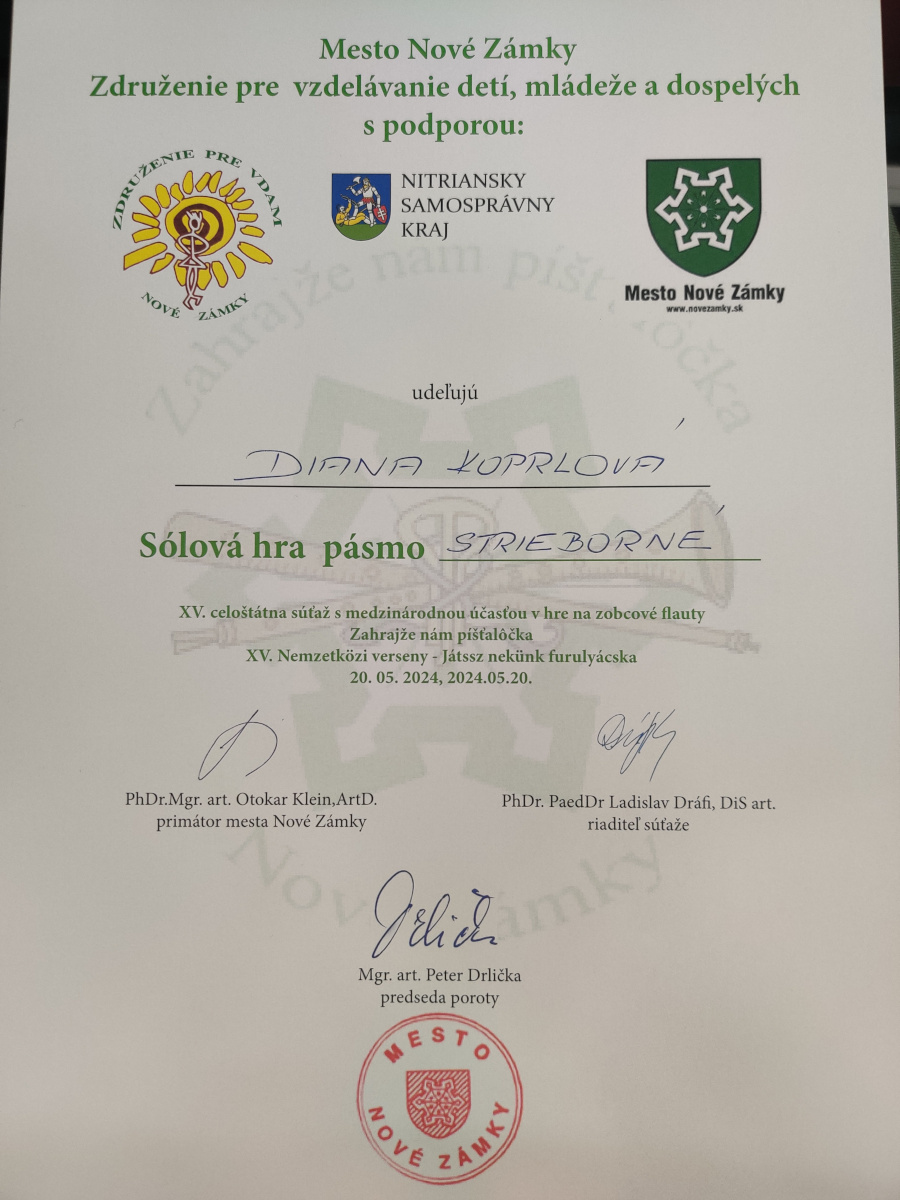 Mesto Nové Zámky
Združenie pre vzdelávanie detí, mládeže a dospelých
s podporou:
ZDRUŽENIE PRE VDAM
NOVÉ ZÁMKY
NITRIANSKY
SAMOSPRÁVNY
KRAJ
Mesto Nové Zámky
www.novezamky.sk
Zahrajže nám píšťalôčka
udeľujú
DIANA KOPRLOVÁ
Sólová hra pásmo STRIEBORNÉ
XV. celoštátna súťaž s medzinárodnou účasťou v hre na zobcové flauty
Zahrajže nám píšťalôčka
XV. Nemzetközi verseny - Játssz nekünk furulyácska
20. 05. 2024, 2024.05.20.
PhDr.Mgr. art. Otokar Klein,ArtD.
primátor mesta Nové Zámky
PhDr. PaedDr Ladislav Dráfi, DiS art.
riaditeľ súťaže
Nové Zámky
Mgr. art. Peter Drlička
predseda poroty
MESTO
NOVÉ ZÁMKY